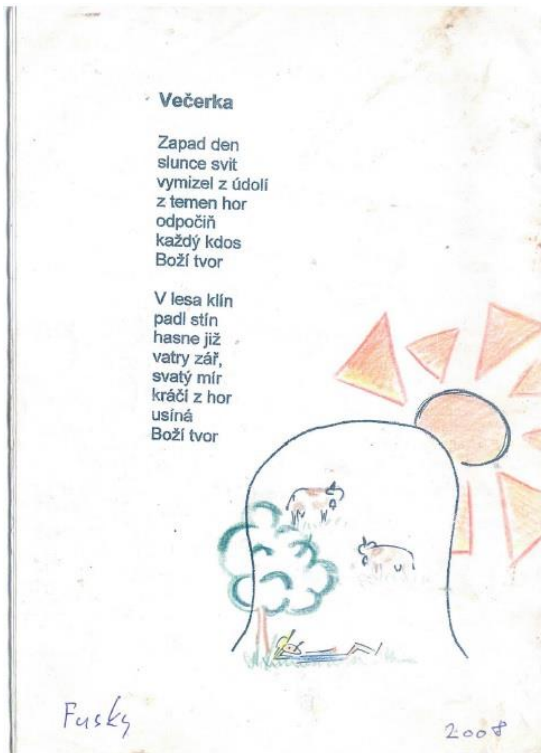 Večerka
Zapad den
slunce svit
vymizel z údolí
z temen hor
odpočiň
každý kdos
Boží tvor
V lesa klín
padl stín
hasne již
vatry zář,
svatý mír
kráčí z hor
usíná
Boží tvor
Fusky
2008